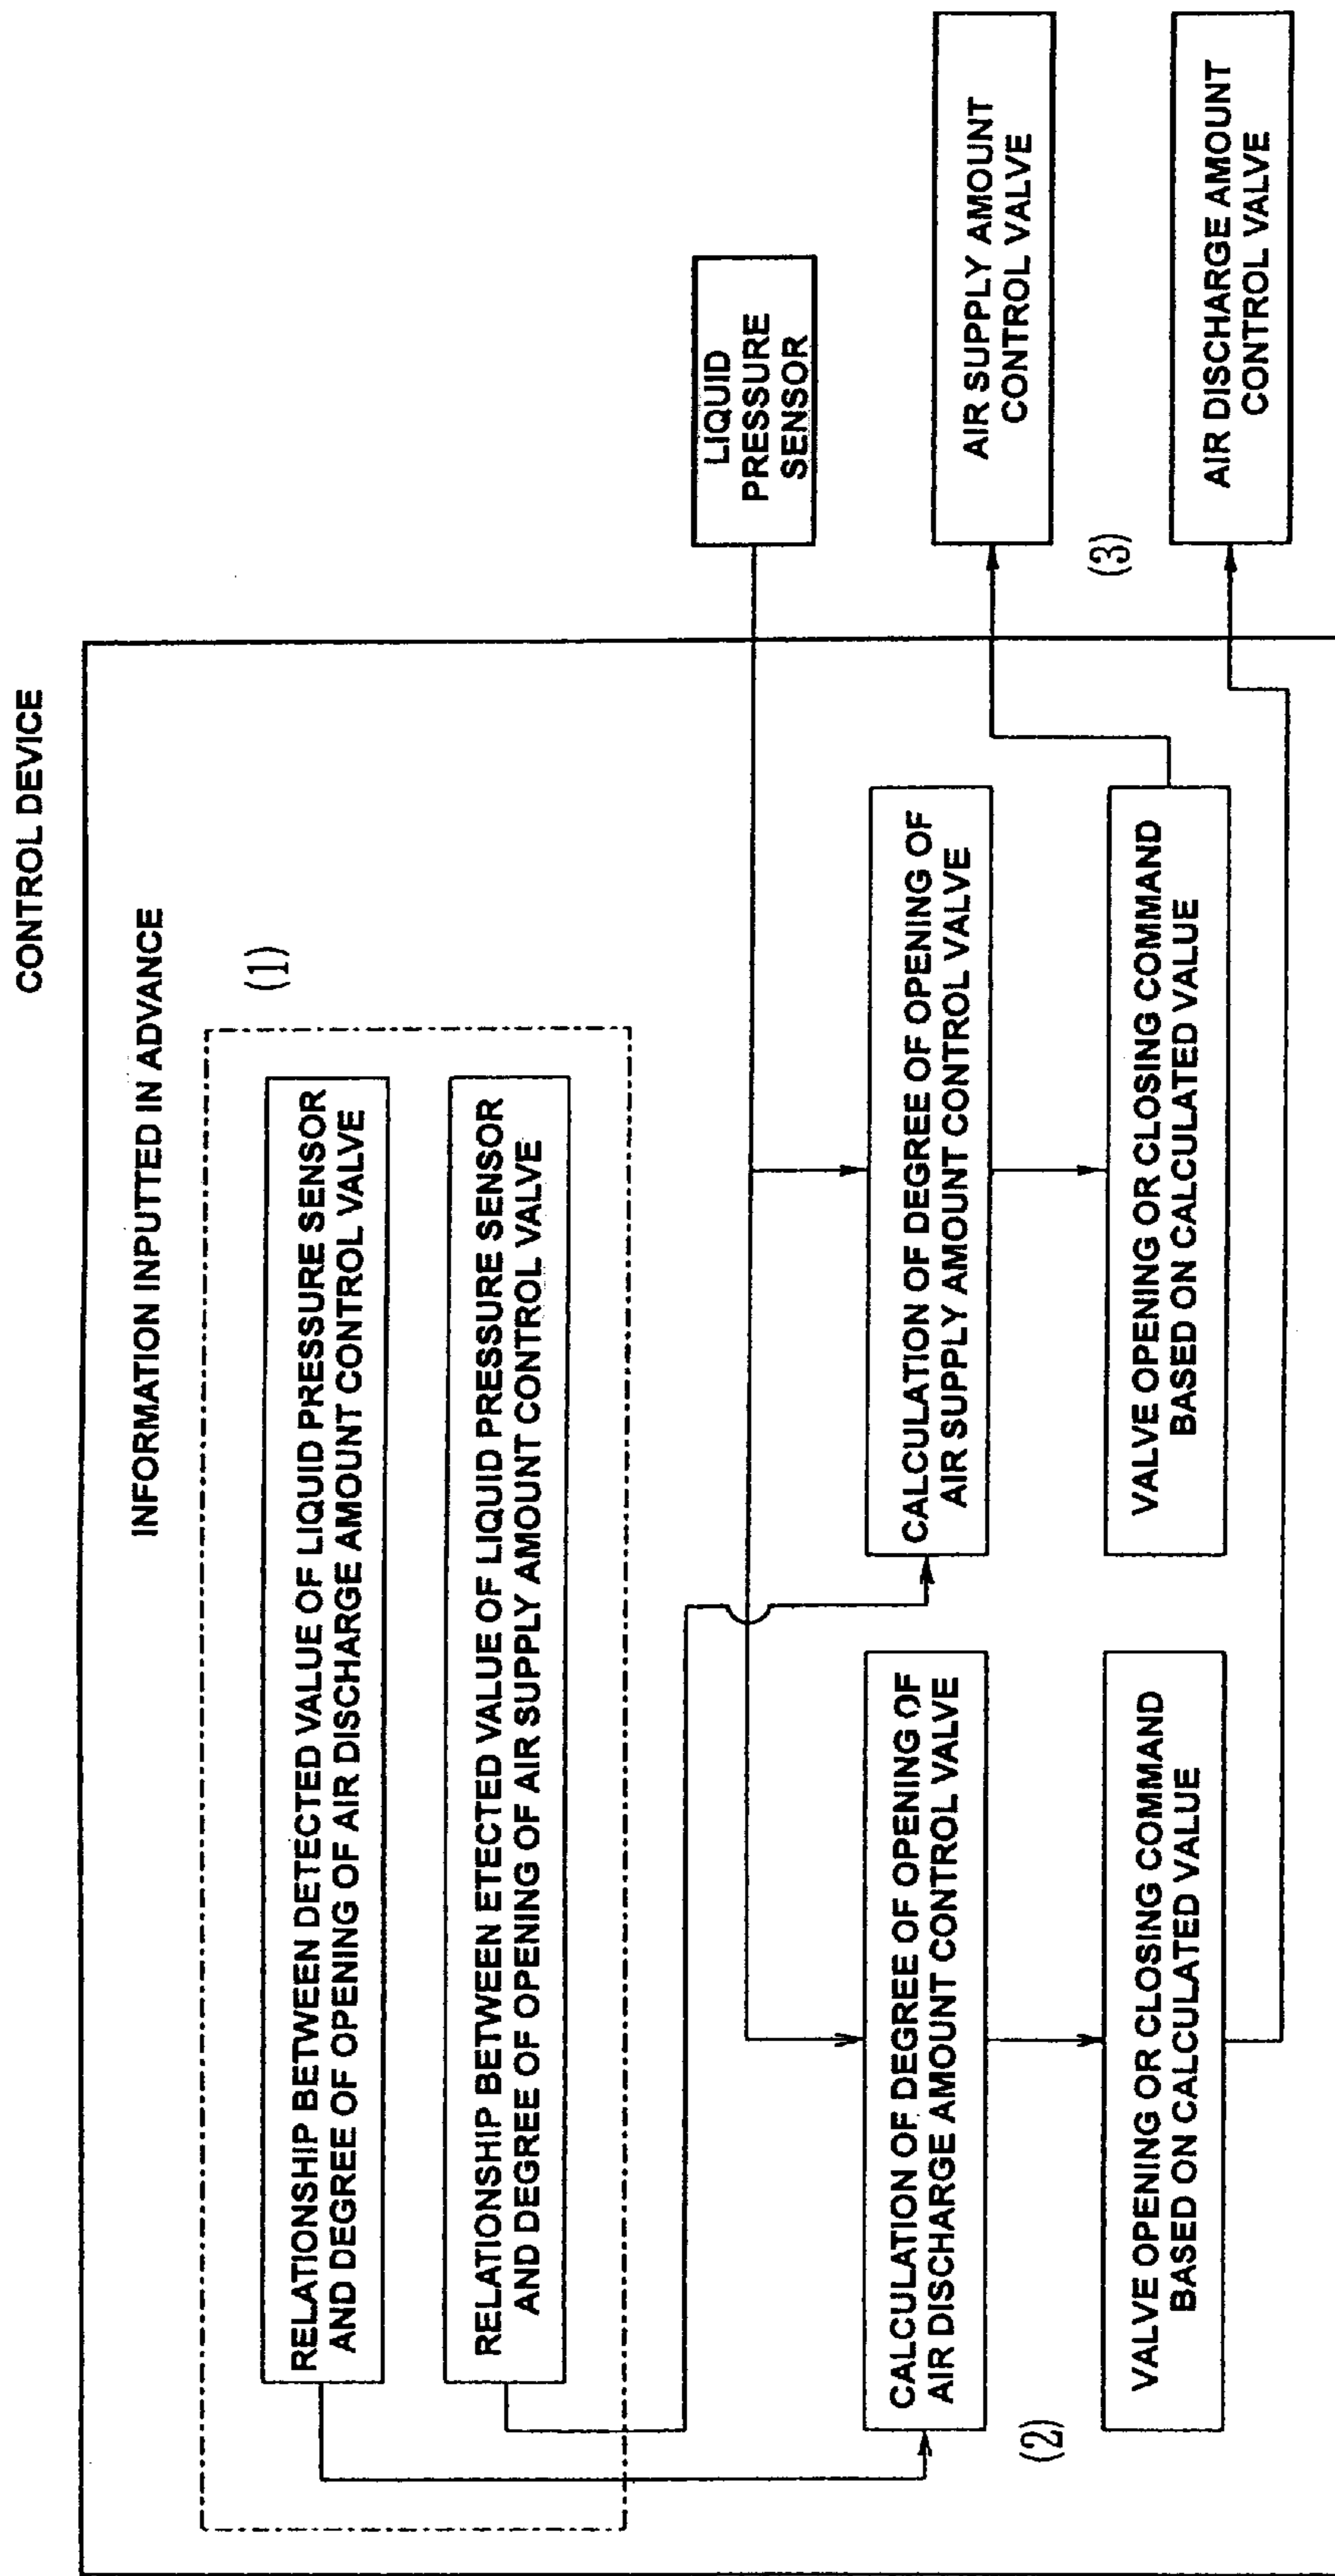 CONTROL DEVICE
INFORMATION INPUTTED IN ADVANCE
(1)
RELATIONSHIP BETWEEN DETECTED VALUE OF LIQUID PRESSURE SENSOR
AND DEGREE OF OPENING OF AIR DISCHARGE AMOUNT CONTROL VALVE
RELATIONSHIP BETWEEN ETECTED VALUE OF LIQUID PRESSURE SENSOR
AND DEGREE OF OPENING OF AIR SUPPLY AMOUNT CONTROL VALVE
LIQUID
PRESSURE
SENSOR
CALCULATION OF DEGREE OF OPENING OF
AIR DISCHARGE AMOUNT CONTROL VALVE
CALCULATION OF DEGREE OF OPENING OF
AIR SUPPLY AMOUNT CONTROL VALVE
AIR SUPPLY AMOUNT
CONTROL VALVE
(2)
(3)
VALVE OPENING OR CLOSING COMMAND
BASED ON CALCULATED VALUE
VALVE OPENING OR CLOSING COMMAND
BASED ON CALCULATED VALUE
AIR DISCHARGE AMOUNT
CONTROL VALVE